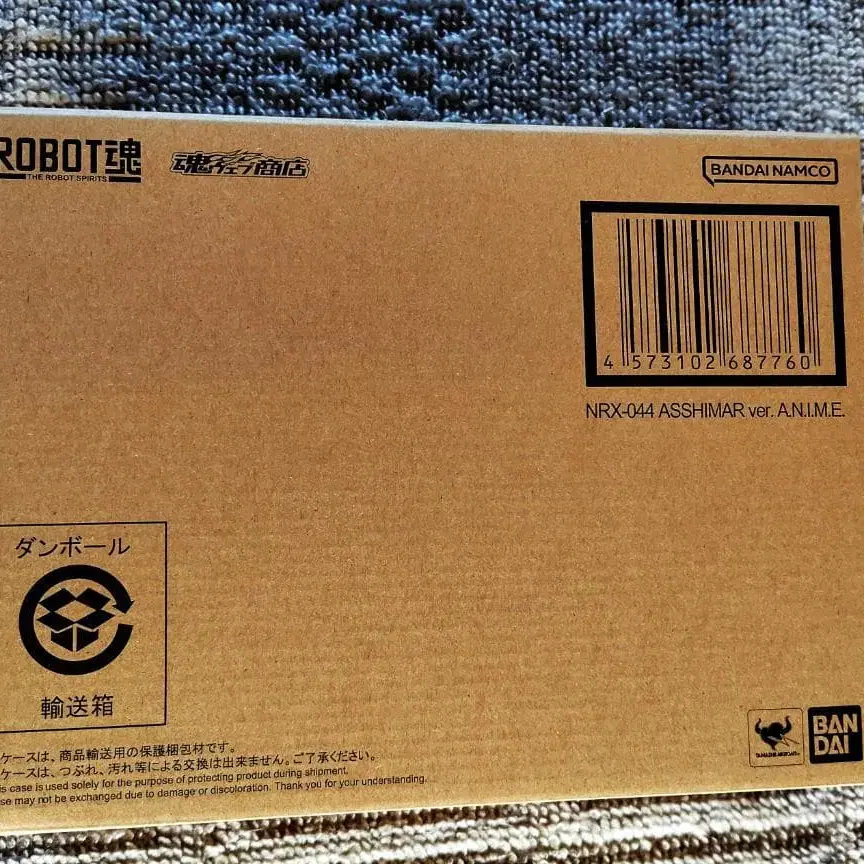 ROBOT魂
THE ROBOT SPIRITS
魂ウェブ商店
BANDAI NAMCO
4 573102 687760
NRX-044 ASSHIMAR ver. A.N.I.M.E.
ダンボール
輸送箱
ケースは、商品輸送用の保護梱包材です。
ケースは、つぶれ、汚れ等による交換は出来ません。ご了承ください。
is case is used solely for the purpose of protecting product during shipment.
se may not be exchanged due to damage or discoloration. Thank you for your understanding.
TAMASHII NATIONS
BAN
DAI